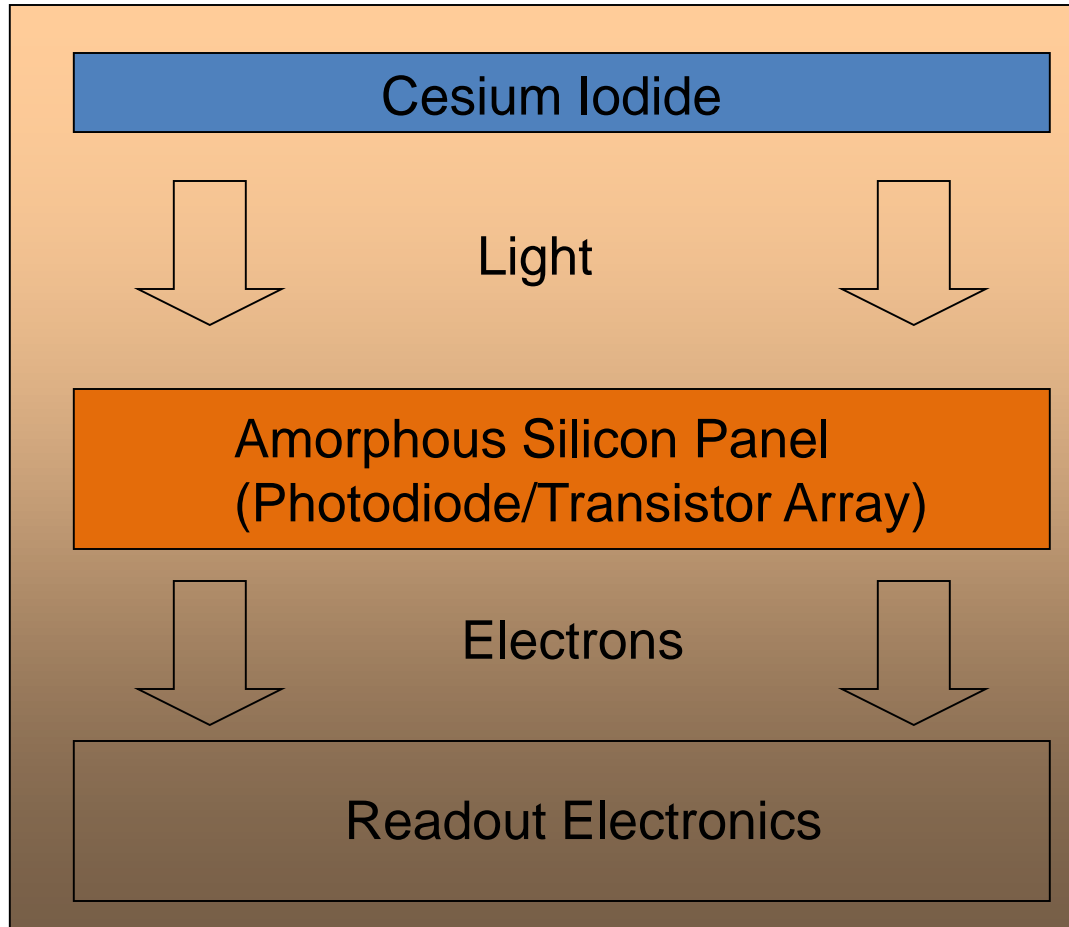 Cesium Iodide
Light
Amorphous Silicon Panel
(Photodiode/Transistor Array)
Electrons
Readout Electronics